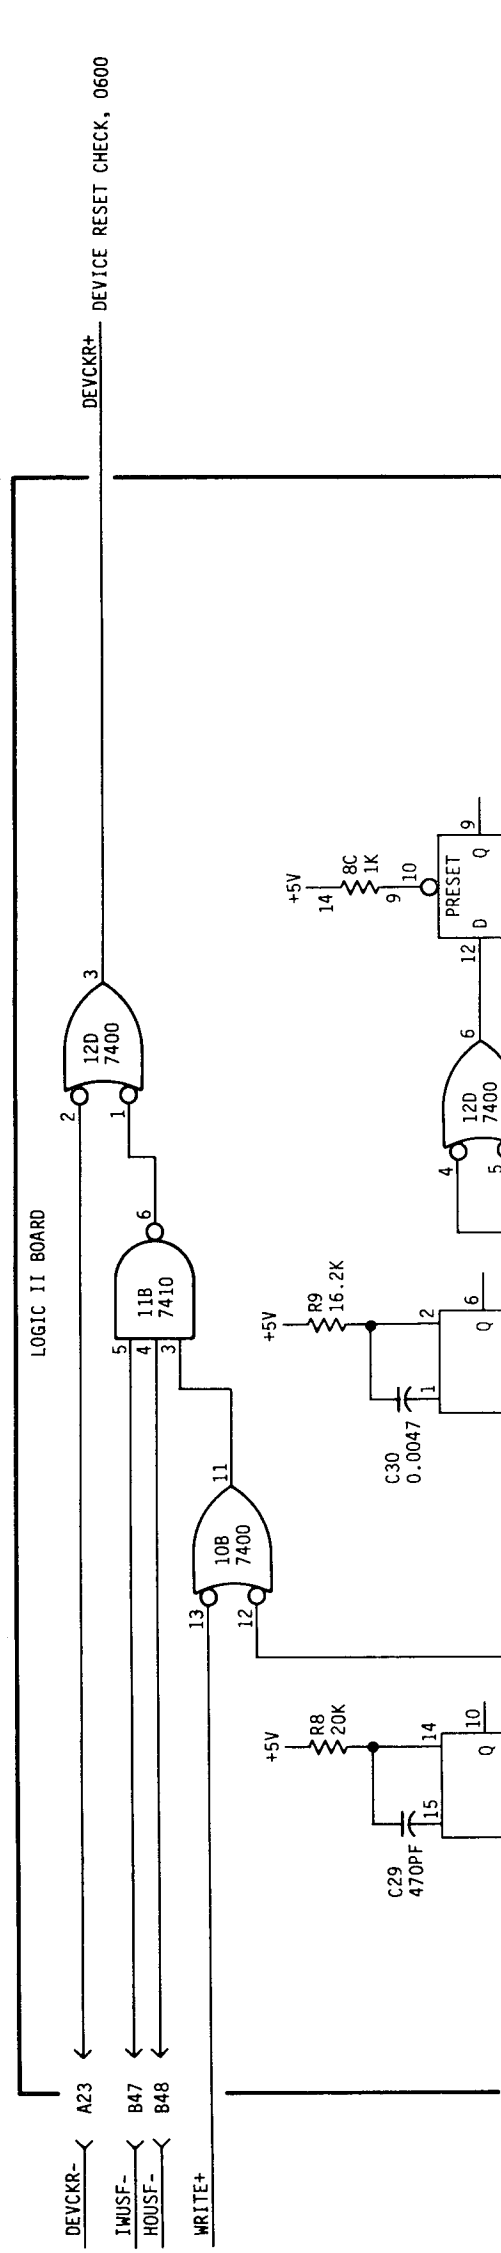 LOGIC II BOARD
DEVCKR-
A23
IWUSF-
B47
HOUSF-
B48
WRITE+
2
1
12D
7400
3
DEVCKR+
DEVICE RESET CHECK, 0600
5
4
3
11B
7410
6
13
12
10B
7400
11
+5V
R8
20K
C29
470PF
15
14
10
Q
+5V
R9
16.2K
C30
0.0047
1
2
6
Q
4
5
12D
7400
6
+5V
14
8C
1K
9
10
PRESET
12
D
Q
9